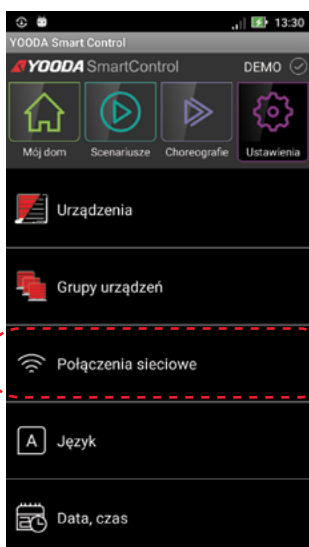 13:30
YOODA Smart Control
YOODA SmartControl DEMO
Mój dom Scenariusze Choreografie Ustawienia
Urządzenia
Grupy urządzeń
Połączenia sieciowe
A Język
Data, czas